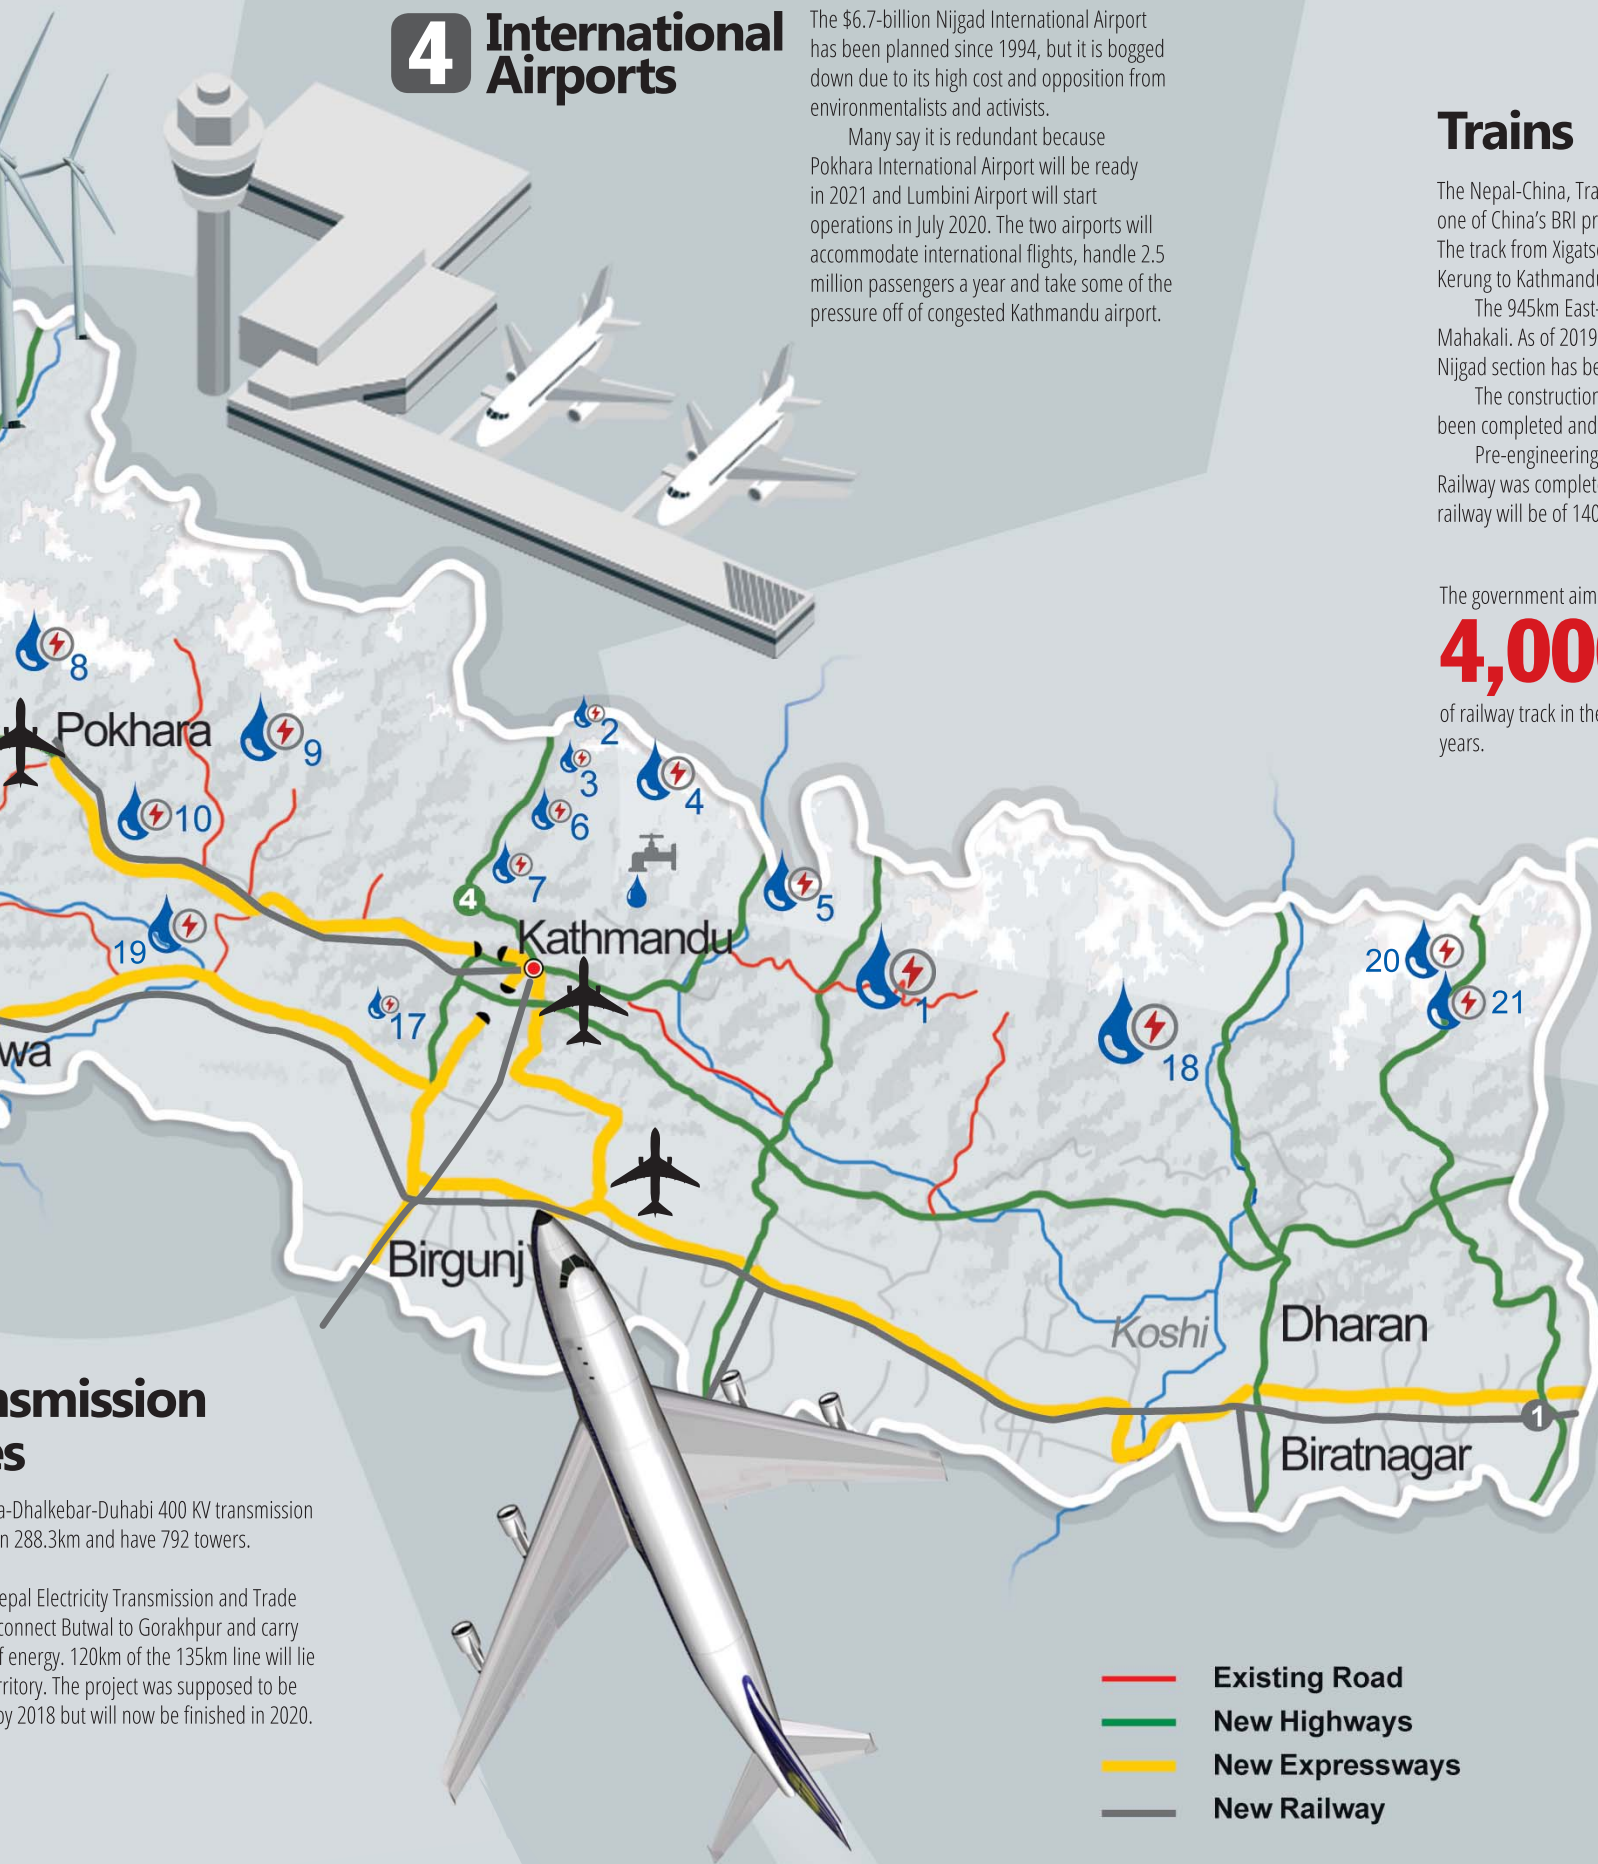 4 International
Airports
The $6.7-billion Nijgad International Airport
has been planned since 1994, but it is bogged
down due to its high cost and opposition from
environmentalists and activists.
Many say it is redundant because
Pokhara International Airport will be ready
in 2021 and Lumbini Airport will start
operations in July 2020. The two airports will
accommodate international flights, handle 2.5
million passengers a year and take some of the
pressure off of congested Kathmandu airport.
Trains
The Nepal-China, Tra
one of China's BRI pr
The track from Xigats
Kerung to Kathmandu
The 945km East-
Mahakali. As of 2019
Nijgad section has be
The construction
been completed and
Pre-engineering
Railway was complet
railway will be of 140
The government aim
4,000
of railway track in the
years.
8
Pokhara
9
10
2
3
4
6
7
4
5
Kathmandu
19
17
1
18
20
21
wa
Birgunj
Koshi
Dharan
1
Biratnagar
nsmission
es
a-Dhalkebar-Duhabi 400 KV transmission
n 288.3km and have 792 towers.
epal Electricity Transmission and Trade
connect Butwal to Gorakhpur and carry
f energy. 120km of the 135km line will lie
rritory. The project was supposed to be
by 2018 but will now be finished in 2020.
Existing Road
New Highways
New Expressways
New Railway